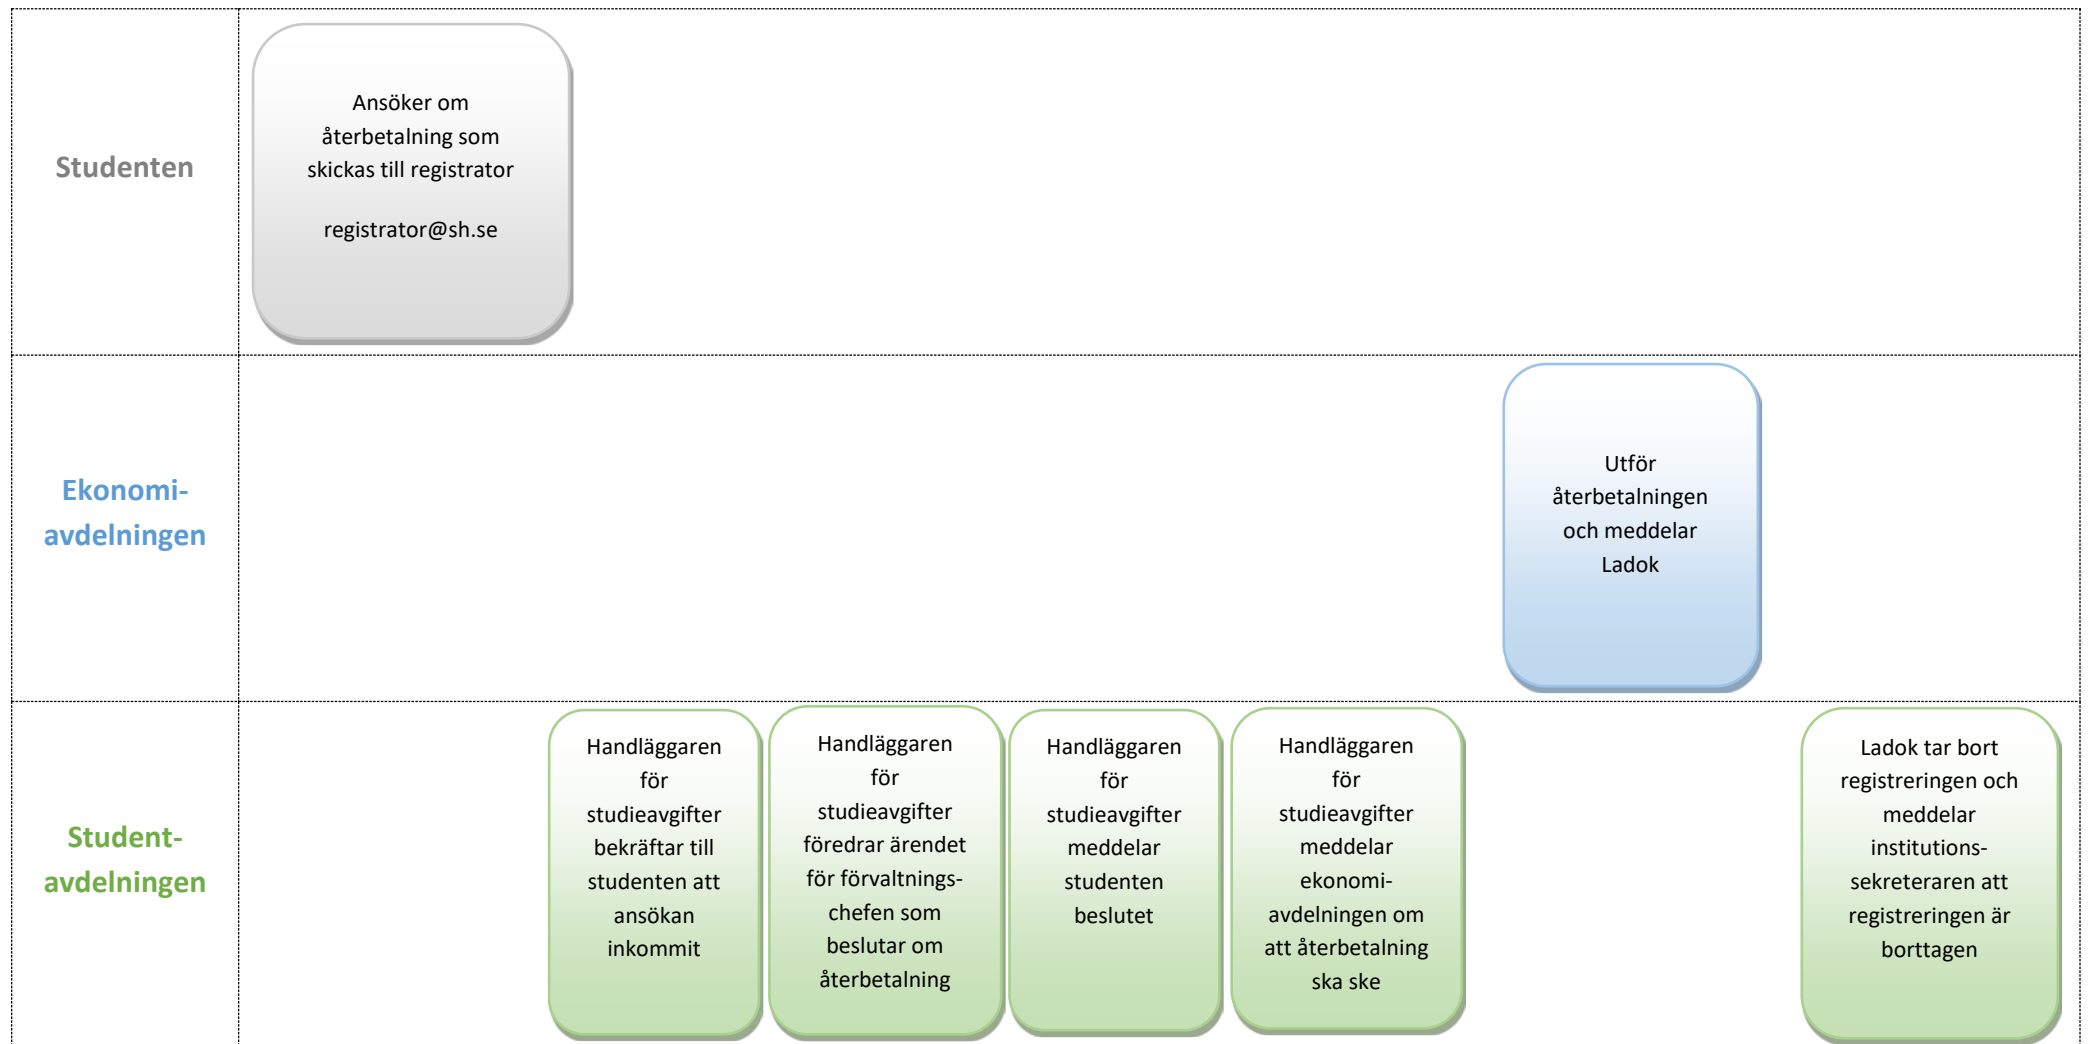 Studenten
Ansöker om
återbetalning som
skickas till registrator
registrator@sh.se
Ekonomi-
avdelningen
Utför
återbetalningen
och meddelar
Ladok
Student-
avdelningen
Handläggaren
för
studieavgifter
bekräftar till
studenten att
ansökan
inkommit
Handläggaren
för
studieavgifter
föredrar ärendet
för förvaltnings-
chefen som
beslutar om
återbetalning
Handläggaren
för
studieavgifter
meddelar
studenten
beslutet
Handläggaren
för
studieavgifter
meddelar
ekonomi-
avdelningen om
att återbetalning
ska ske
Ladok tar bort
registreringen och
meddelar
institutions-
sekreteraren att
registreringen är
borttagen